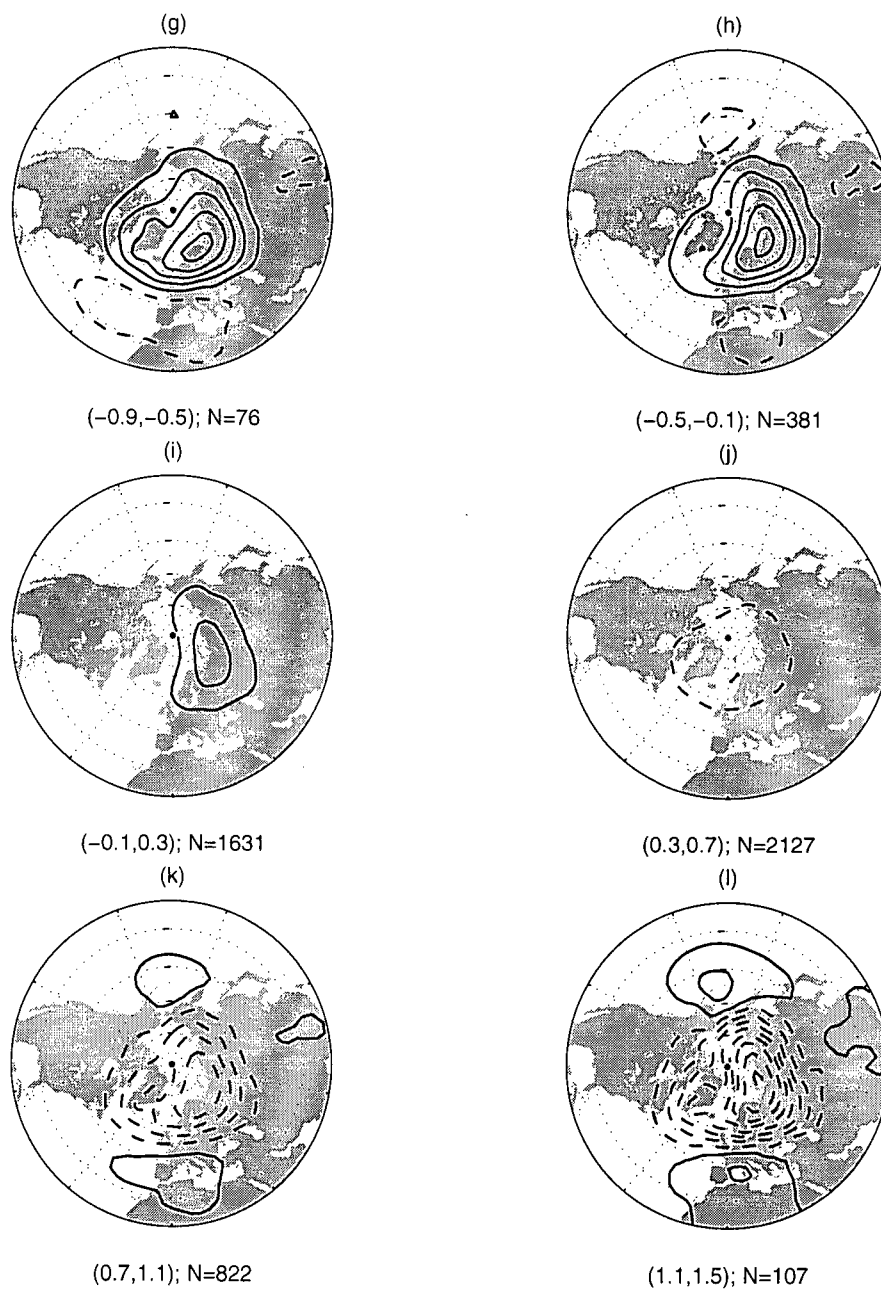 (g)
(h)
(−0.9,−0.5); N=76
(−0.5,−0.1); N=381
(i)
(j)
(−0.1,0.3); N=1631
(0.3,0.7); N=2127
(k)
(l)
(0.7,1.1); N=822
(1.1,1.5); N=107